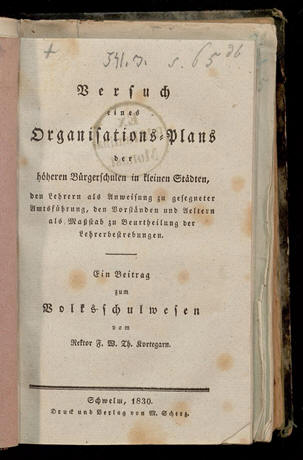 541.J. s. 65
Versuch
eines
Organisations-Plans
der
höheren Bürgerschulen in kleinen Städten,
den Lehrern als Anweisung zu gesegneter
Amtsführung, den Vorständen und Aeltern
als Maßstab zu Beurtheilung der
Lehrerbestrebungen.
Ein Beitrag
zum
Volksschulwesen
vom
Rektor F. W. Th. Kortegarn.
Schwelm, 1830.
Druck und Verlag von M. Scherz.